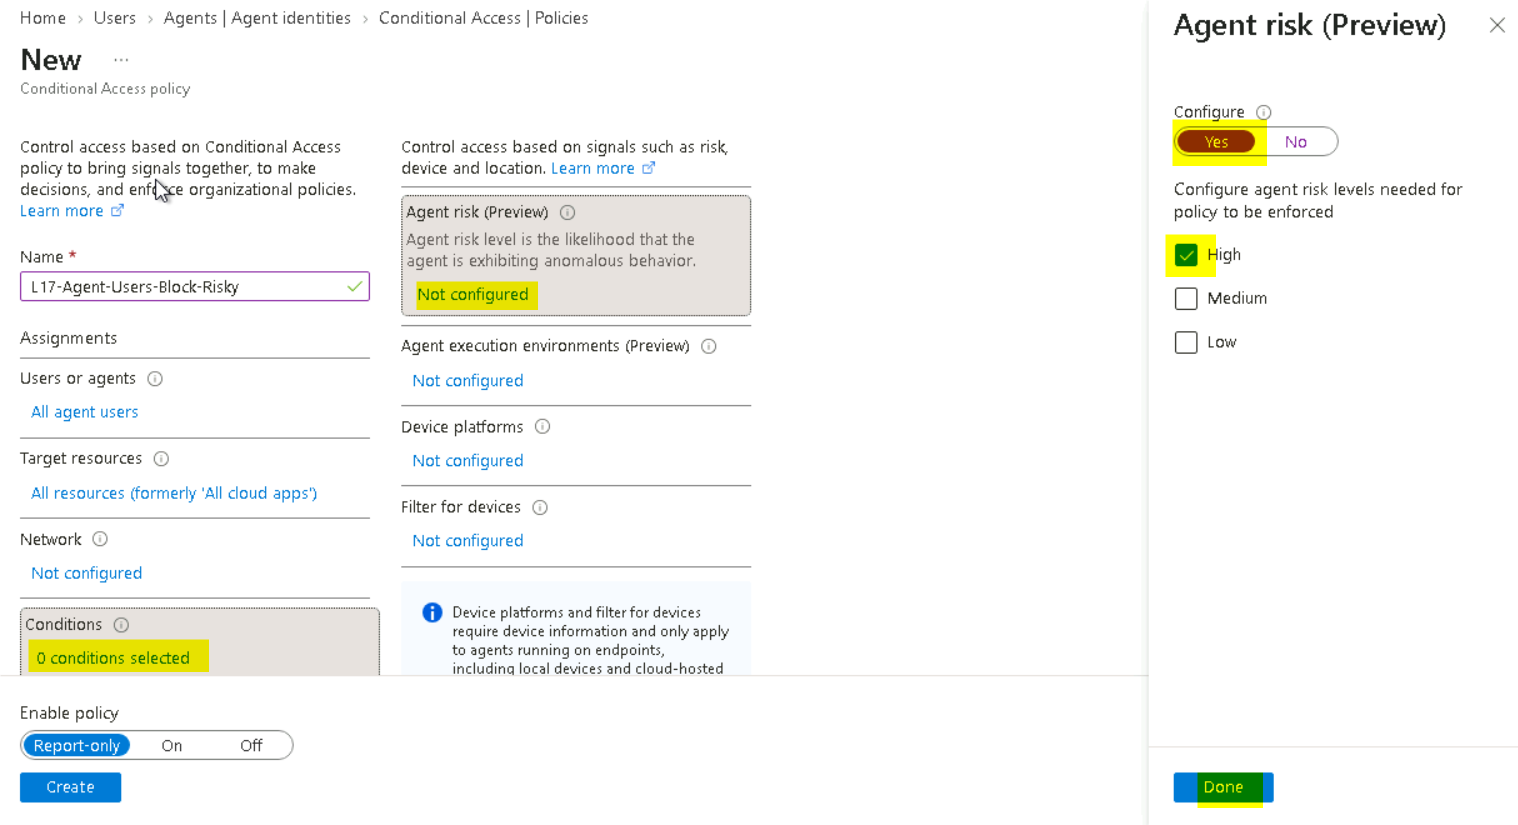 Home > Users > Agents | Agent identities > Conditional Access | Policies
New ...
Conditional Access policy
Control access based on Conditional Access
policy to bring signals together, to make
decisions, and enforce organizational policies.
Learn more
Name *
L17-Agent-Users-Block-Risky
Assignments
Users or agents
All agent users
Target resources
All resources (formerly 'All cloud apps')
Network
Not configured
Conditions
0 conditions selected
Control access based on signals such as risk,
device and location. Learn more
Agent risk (Preview)
Agent risk level is the likelihood that the
agent is exhibiting anomalous behavior.
Not configured
Agent execution environments (Preview)
Not configured
Device platforms
Not configured
Filter for devices
Not configured
Device platforms and filter for devices
require device information and only apply
to agents running on endpoints,
including local devices and cloud-hosted
Enable policy
Report-only On Off
Create
Agent risk (Preview)
Configure
Yes No
Configure agent risk levels needed for
policy to be enforced
High
Medium
Low
Done